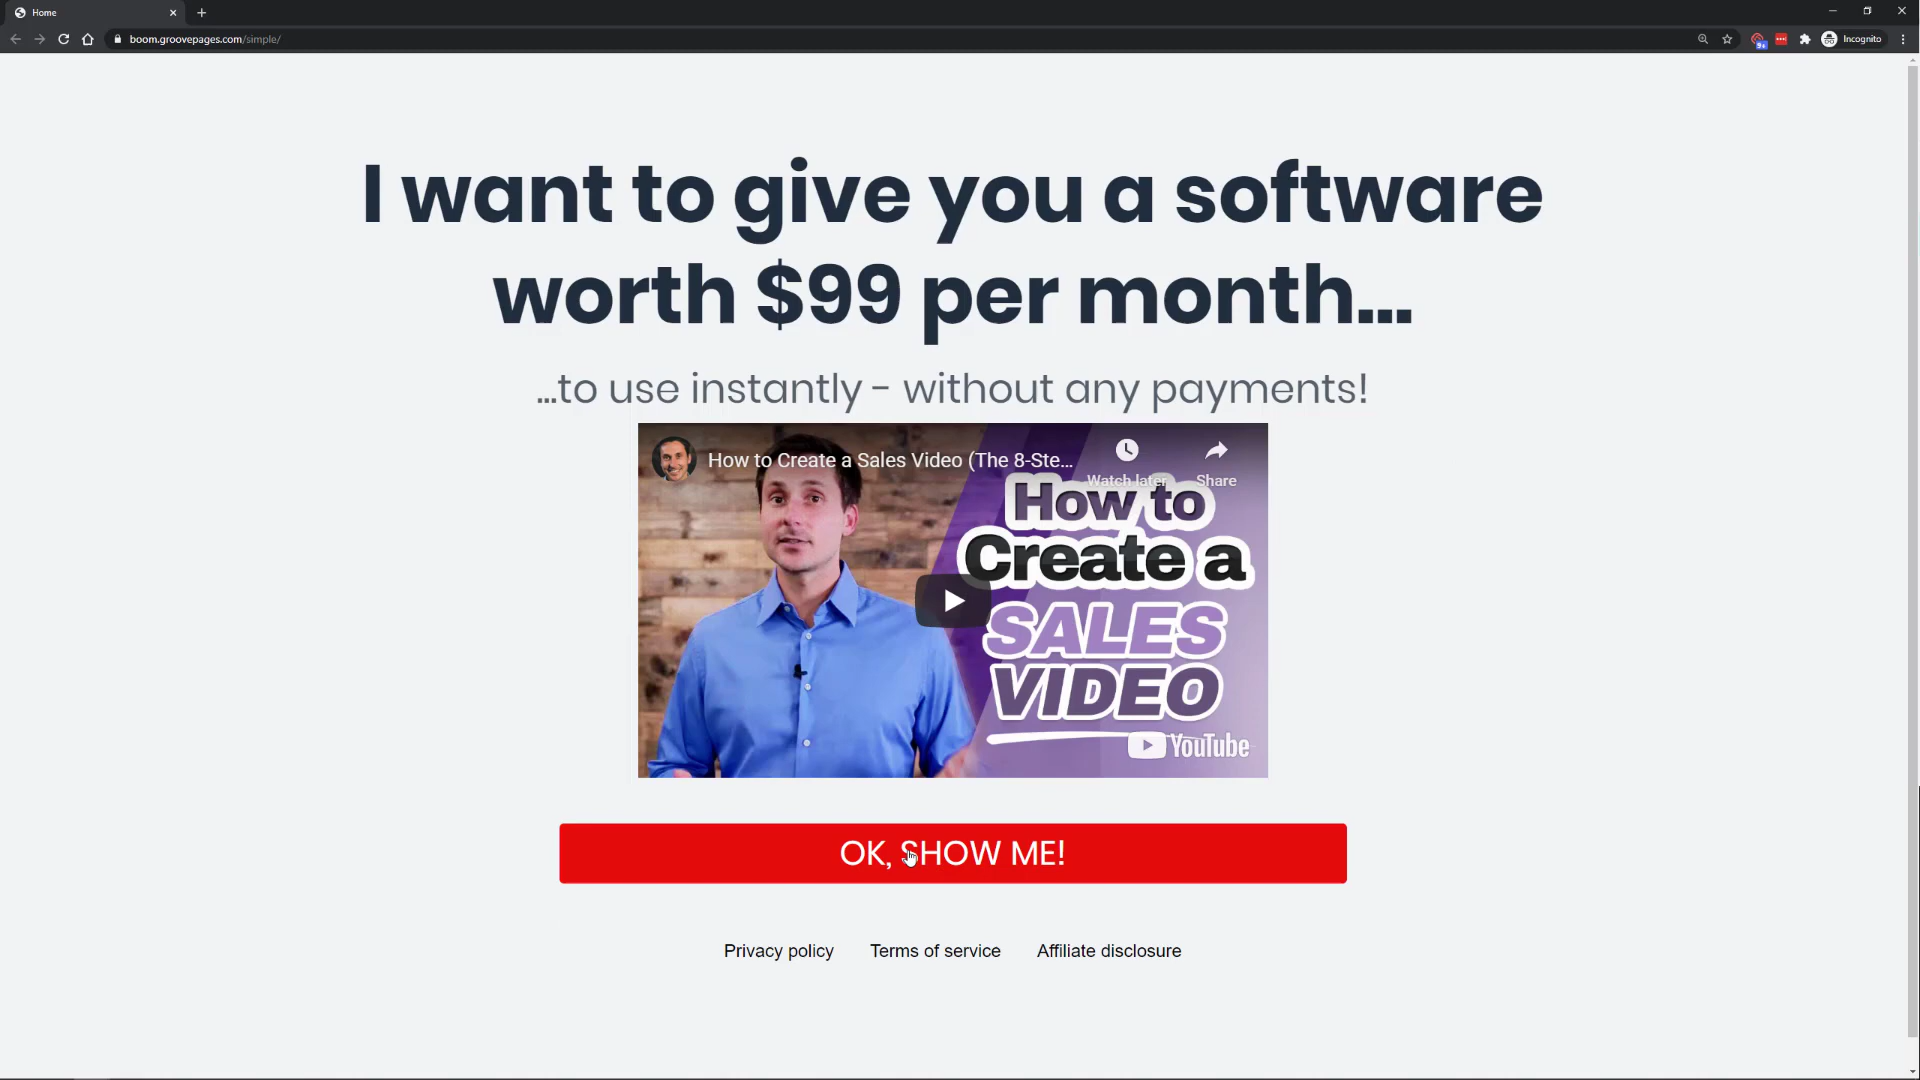 Home
boom.groovepages.com/simple/
Incognito
I want to give you a software
worth $99 per month...
...to use instantly - without any payments!
How to Create a Sales Video (The 8-Ste...
Watch later
Share
How to
Create a
SALES
VIDEO
YouTube
OK, SHOW ME!
Privacy policy
Terms of service
Affiliate disclosure